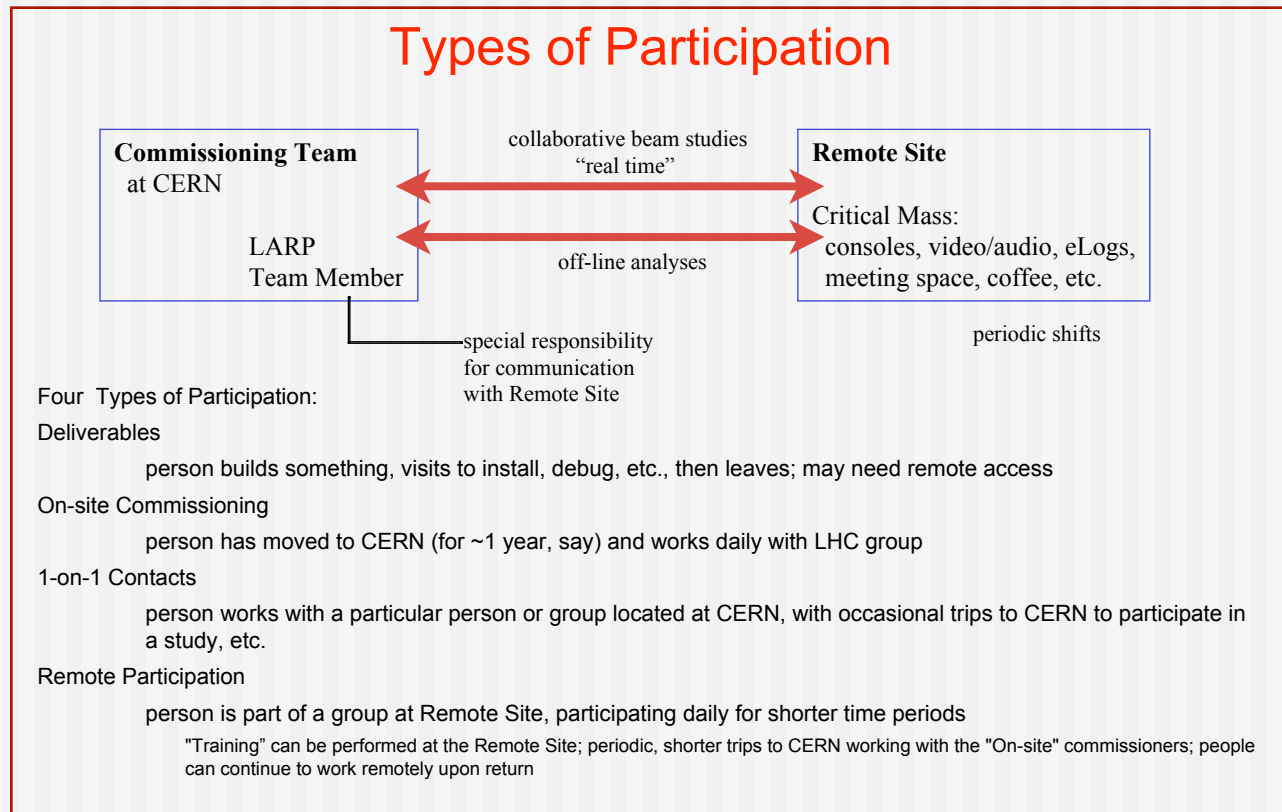 Types of Participation
Commissioning Team
at CERN
LARP
Team Member
collaborative beam studies
“real time”
off-line analyses
Remote Site
Critical Mass:
consoles, video/audio, eLogs,
meeting space, coffee, etc.
periodic shifts
special responsibility
for communication
with Remote Site
Four Types of Participation:
Deliverables
person builds something, visits to install, debug, etc., then leaves; may need remote access
On-site Commissioning
person has moved to CERN (for ~1 year, say) and works daily with LHC group
1-on-1 Contacts
person works with a particular person or group located at CERN, with occasional trips to CERN to participate in
a study, etc.
Remote Participation
person is part of a group at Remote Site, participating daily for shorter time periods
"Training” can be performed at the Remote Site; periodic, shorter trips to CERN working with the "On-site" commissioners; people
can continue to work remotely upon return